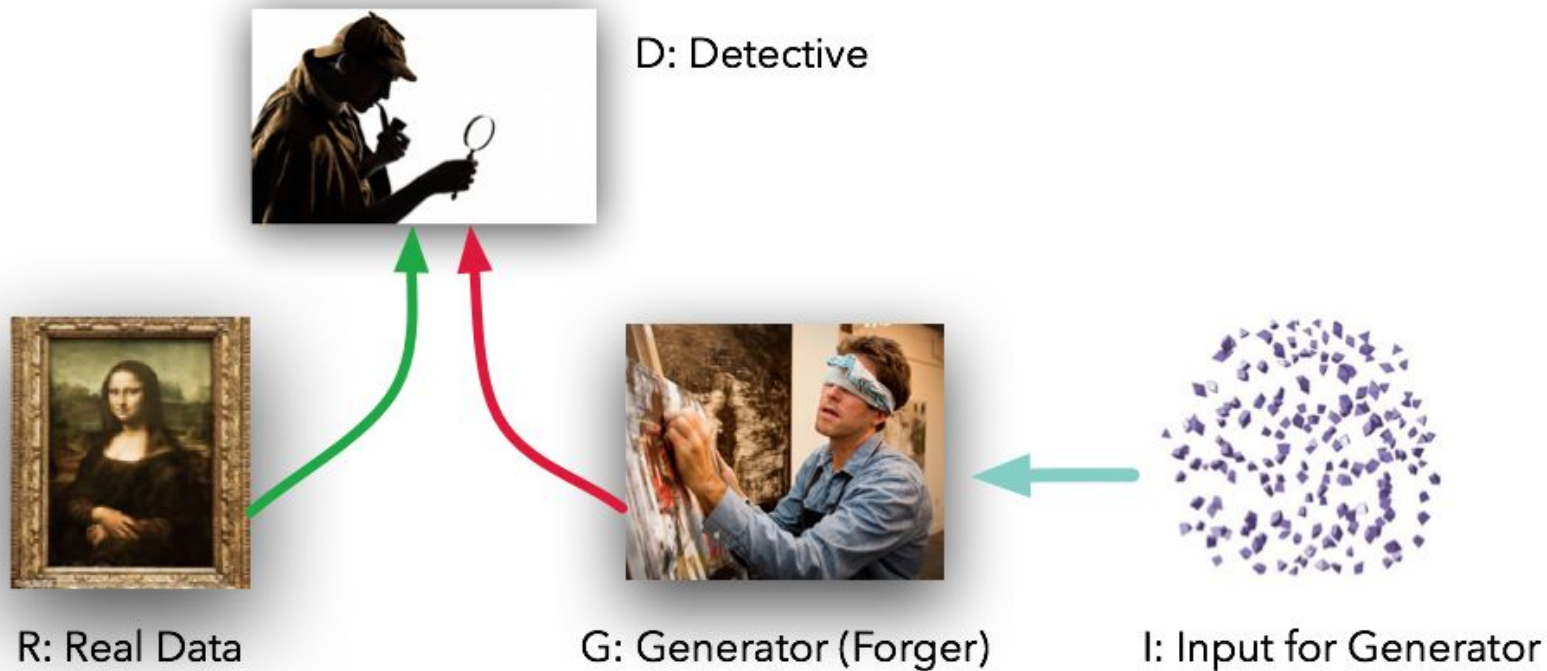 D: Detective
R: Real Data
G: Generator (Forger)
I: Input for Generator